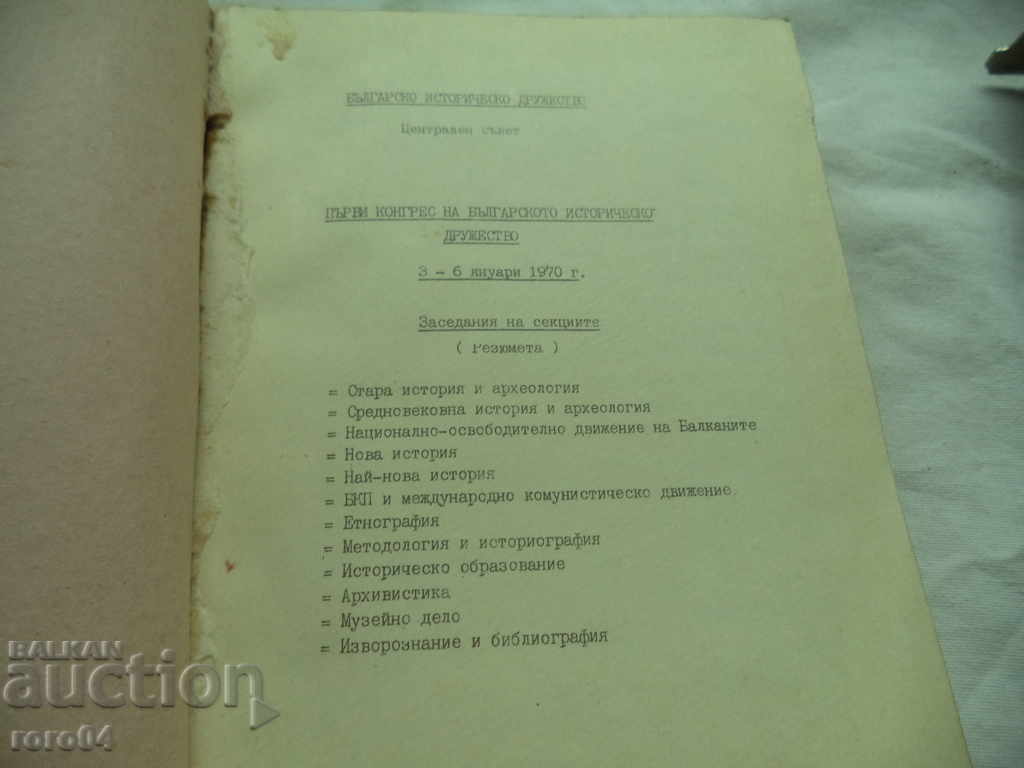 БЪЛГАРСКО ИСТОРИЧЕСКО ДРУЖЕСТВО
Централен съвет
ПЪРВИ КОНГРЕС НА БЪЛГАРСКОТО ИСТОРИЧЕСКО
ДРУЖЕСТВО
3 - 6 януари 1970 г.
Заседания на секциите
( Резюмета )
= Стара история и археология
= Средновековна история и археология
= Национално-освободително движение на Балканите
= Нова история
= Най-нова история
= БКП и международно комунистическо движение
= Етнография
= Методология и историография
= Историческо образование
= Архивистика
= Музейно дело
= Изворознание и библиография
BALKAN
auction
roro04